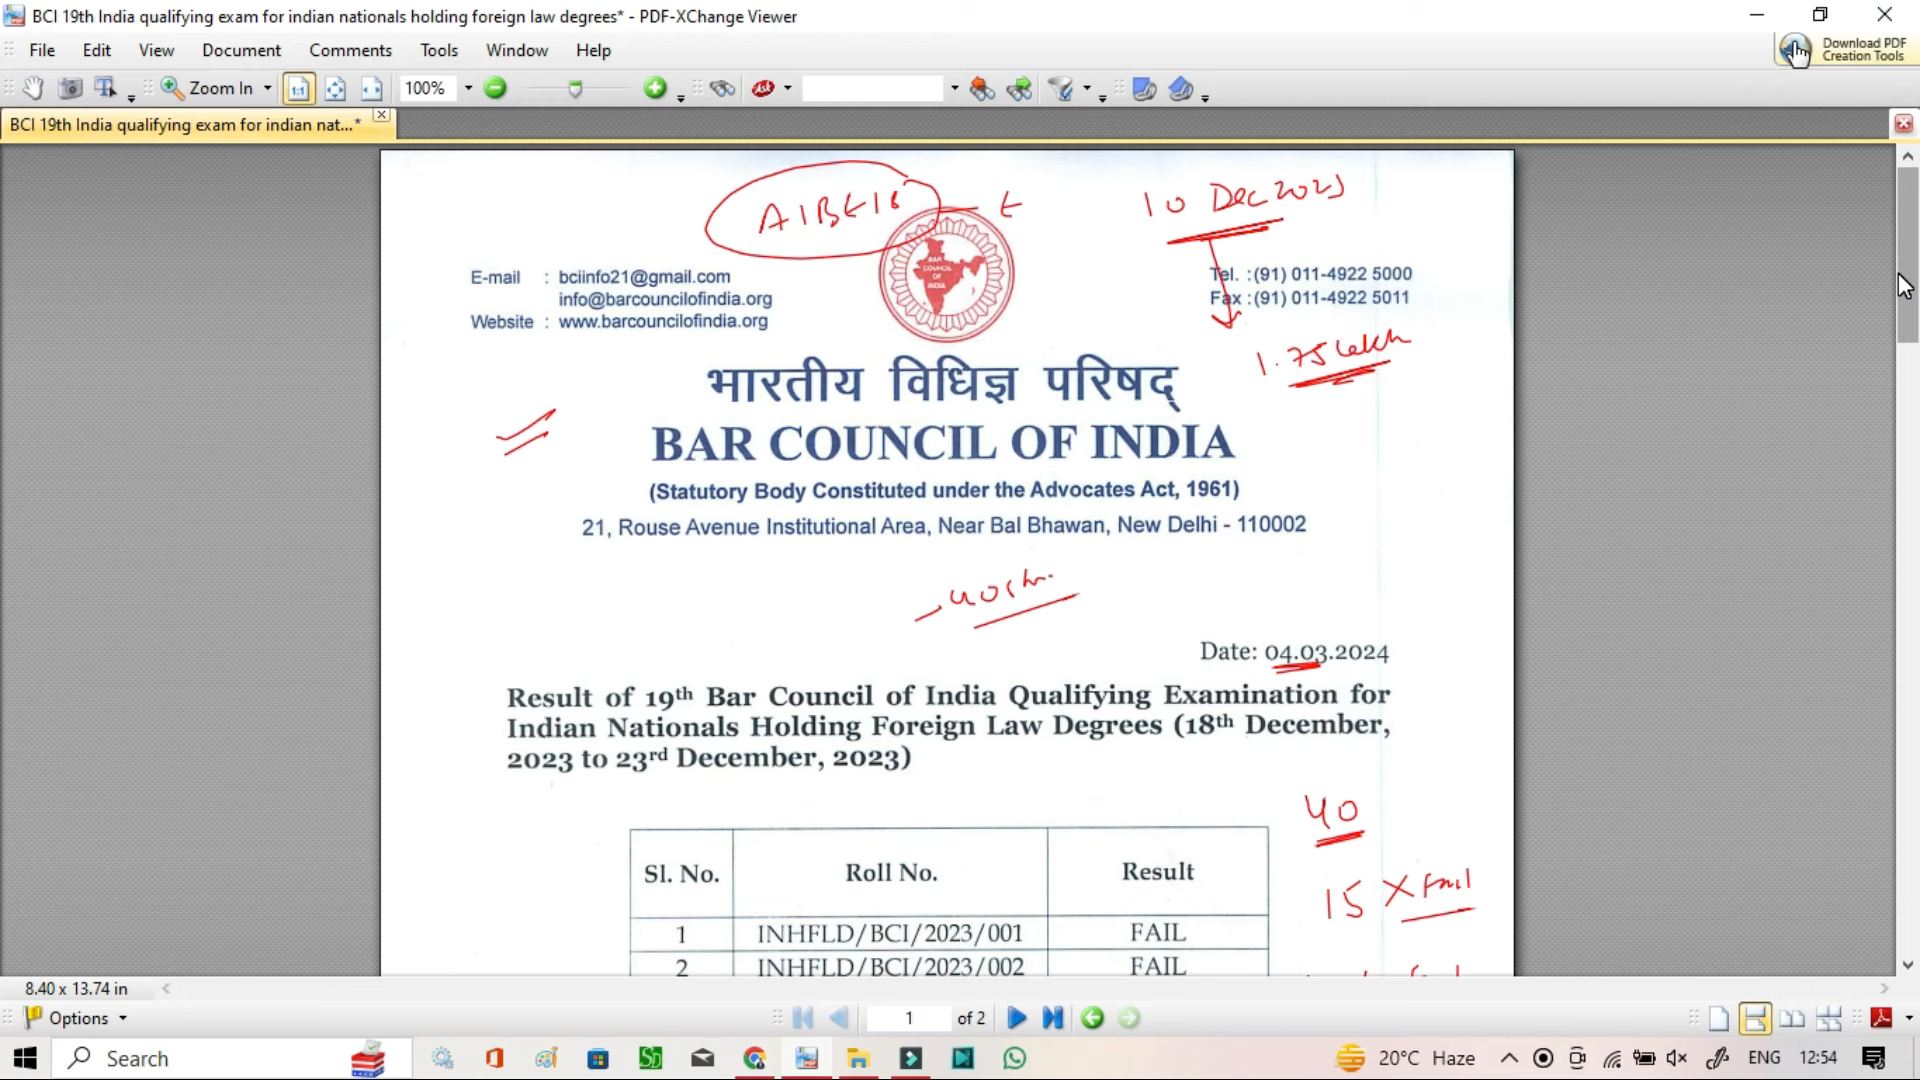 BCI 19th India qualifying exam for indian nationals holding foreign law degrees* - PDF-XChange Viewer
File Edit View Document Comments Tools Window Help
Download PDF
Creation Tools
Zoom In 1:1 100%
BCI 19th India qualifying exam for indian nat...*
AIBE 18
10 Dec 2023
E-mail : bciinfo21@gmail.com
info@barcouncilofindia.org
Website : www.barcouncilofindia.org
BAR COUNCIL OF INDIA
Tel. :(91) 011-4922 5000
Fax :(91) 011-4922 5011
1.75 lakh
भारतीय विधिज्ञ परिषद्
BAR COUNCIL OF INDIA
(Statutory Body Constituted under the Advocates Act, 1961)
21, Rouse Avenue Institutional Area, Near Bal Bhawan, New Delhi - 110002
Date: 04.03.2024
Result of 19th Bar Council of India Qualifying Examination for
Indian Nationals Holding Foreign Law Degrees (18th December,
2023 to 23rd December, 2023)
40
15 X Fail
Sl. No. Roll No. Result
1 INHFLD/BCI/2023/001 FAIL
2 INHFLD/BCI/2023/002 FAIL
8.40 x 13.74 in
Options 1 of 2
Search 20°C Haze ENG 12:54